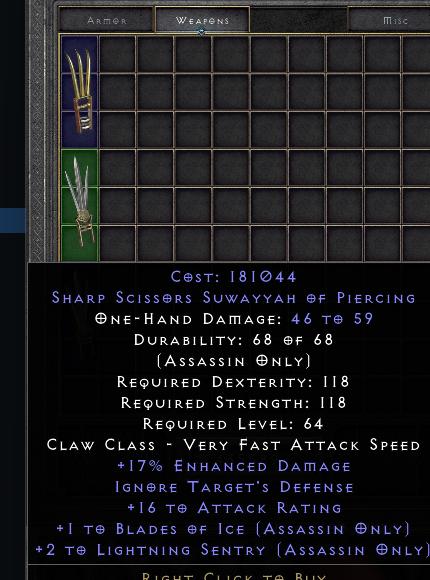 Armor Weapons Misc
Cost: 181044
Sharp Scissors Suwayyah of Piercing
One-Hand Damage: 46 to 59
Durability: 68 of 68
(Assassin Only)
Required Dexterity: 118
Required Strength: 118
Required Level: 64
Claw Class - Very Fast Attack Speed
+17% Enhanced Damage
Ignore Target's Defense
+16 to Attack Rating
+1 to Blades of Ice (Assassin Only)
+2 to Lightning Sentry (Assassin Only)
Right Click to Buy